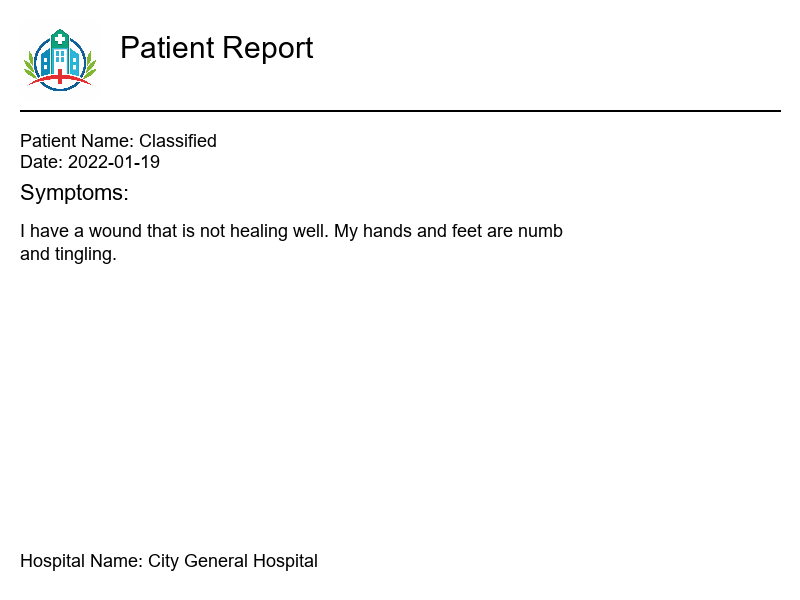 Patient Report
Patient Name: Classified
Date: 2022-01-19
Symptoms:
I have a wound that is not healing well. My hands and feet are numb
and tingling.
Hospital Name: City General Hospital